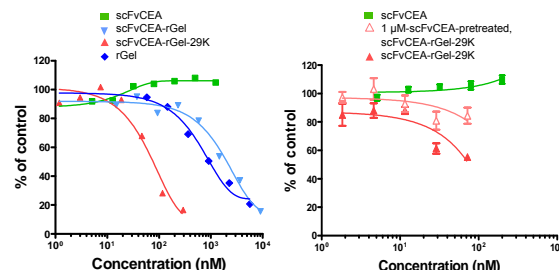 scFvCEA
scFvCEA-rGel
scFvCEA-rGel-29K
rGel
% of control
120
100
80
60
40
20
0
10⁰ 10¹ 10² 10³ 10⁴
Concentration (nM)
scFvCEA
1 µM-scFvCEA-pretreated,
scFvCEA-rGel-29K
scFvCEA-rGel-29K
% of control
120
100
80
60
40
20
0
10⁰ 10¹ 10²
Concentration (nM)